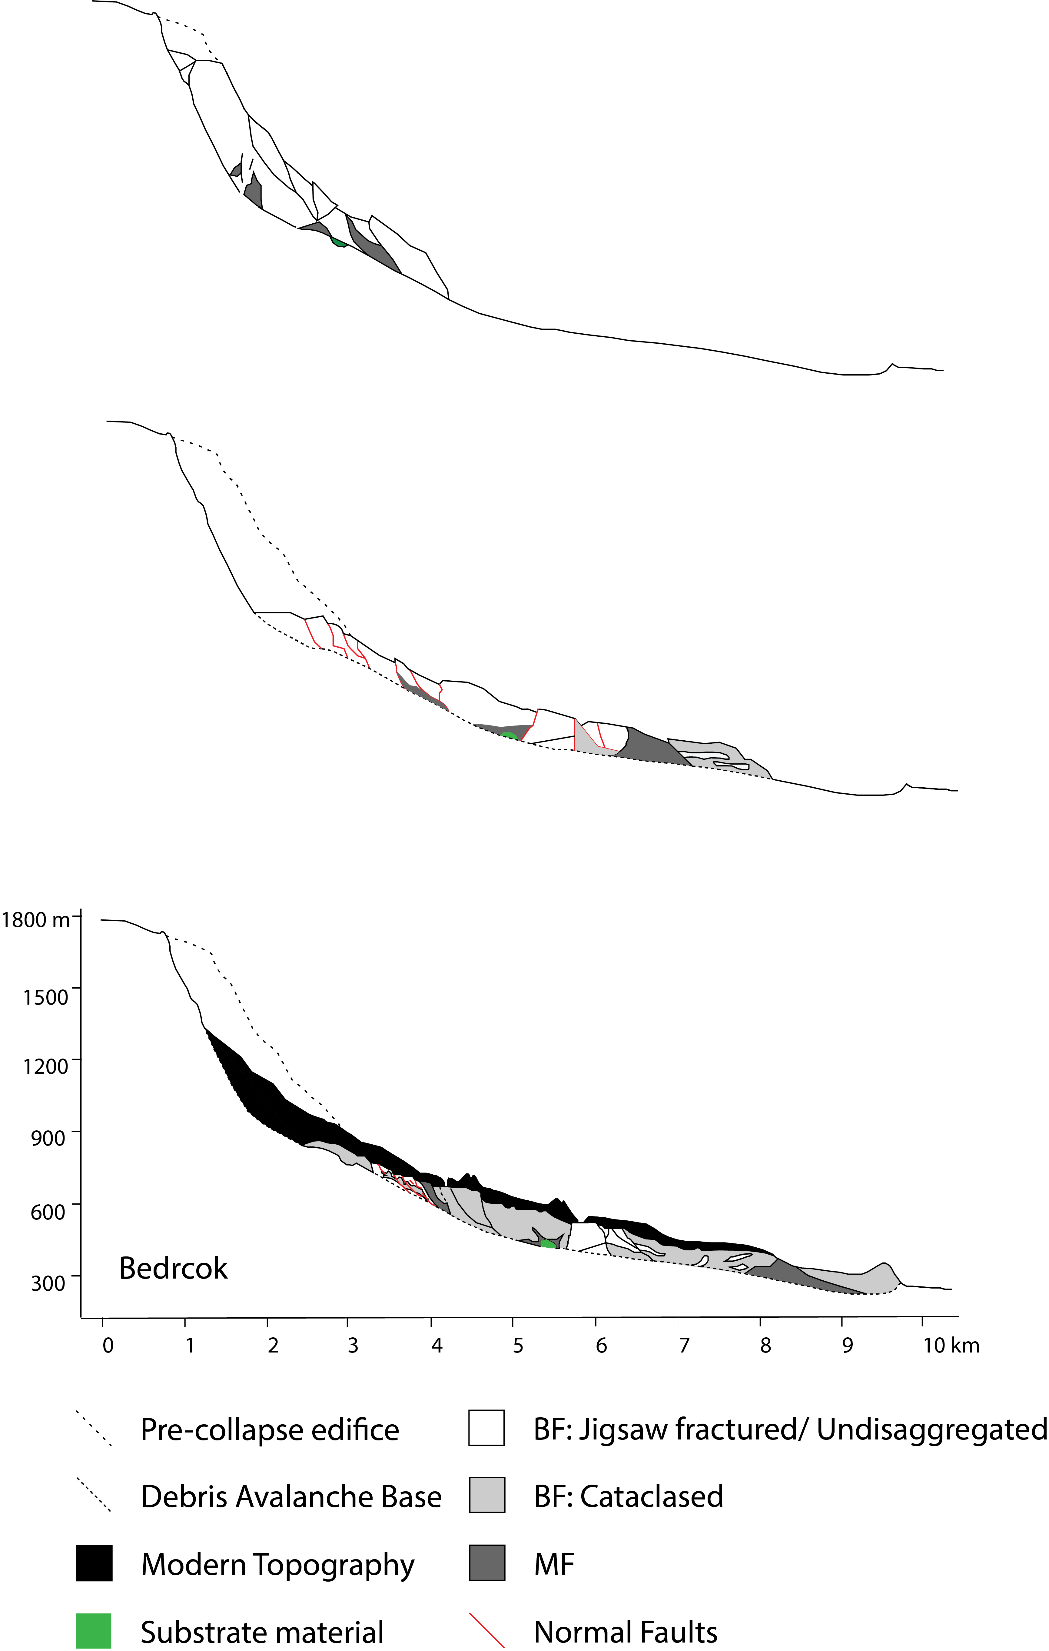 1800 m
1500
1200
900
600
300
Bedrcok
0 1 2 3 4 5 6 7 8 9 10 km
Pre-collapse edifice
BF: Jigsaw fractured/ Undisaggregated
Debris Avalanche Base
BF: Cataclased
Modern Topography
MF
Substrate material
Normal Faults